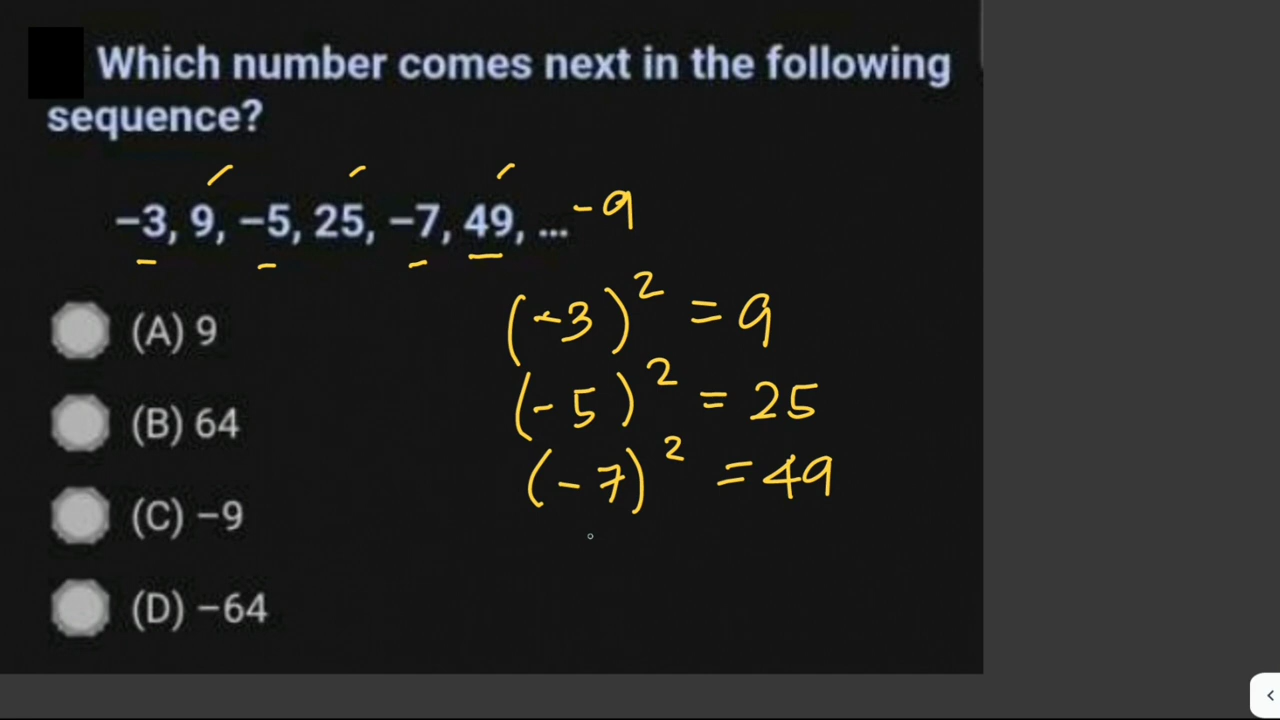 Which number comes next in the following
sequence?
−3, 9, −5, 25, −7, 49, ... -9
(-3)² = 9
(-5)² = 25
(-7)² = 49
(A) 9
(B) 64
(C) −9
(D) −64